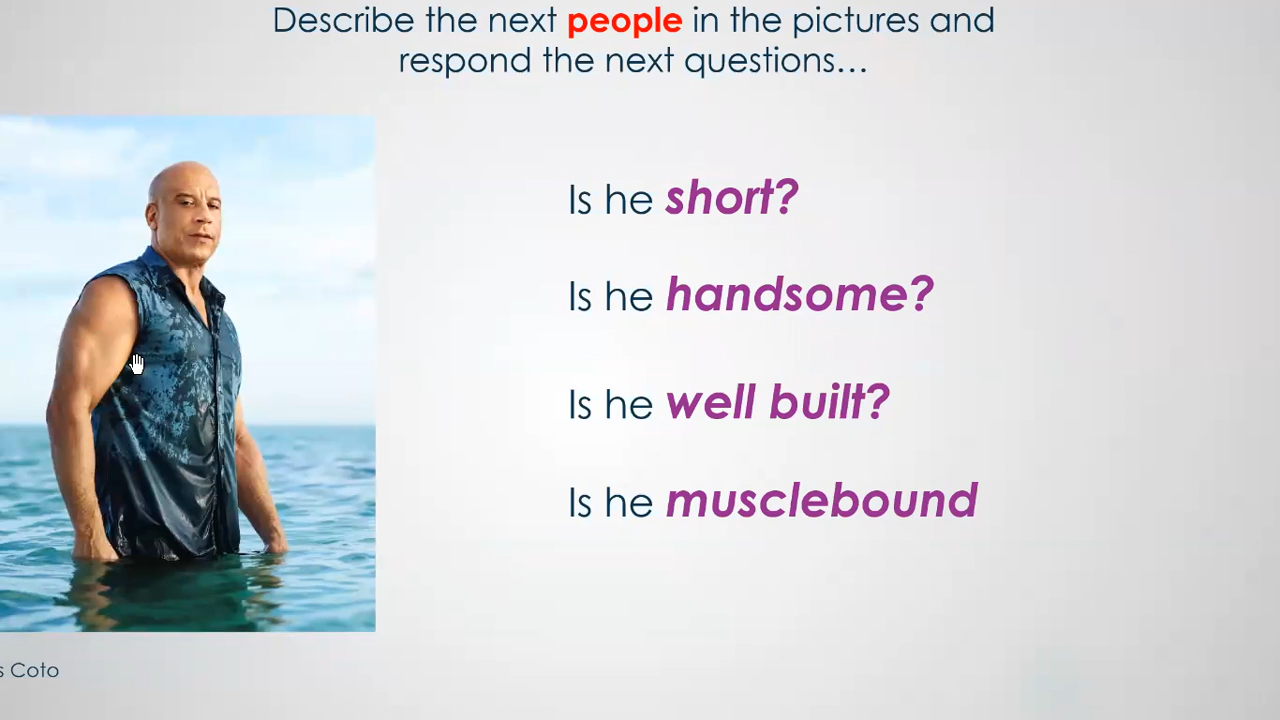 Describe the next people in the pictures and
respond the next questions…
Is he short?
Is he handsome?
Is he well built?
Is he musclebound
s Coto